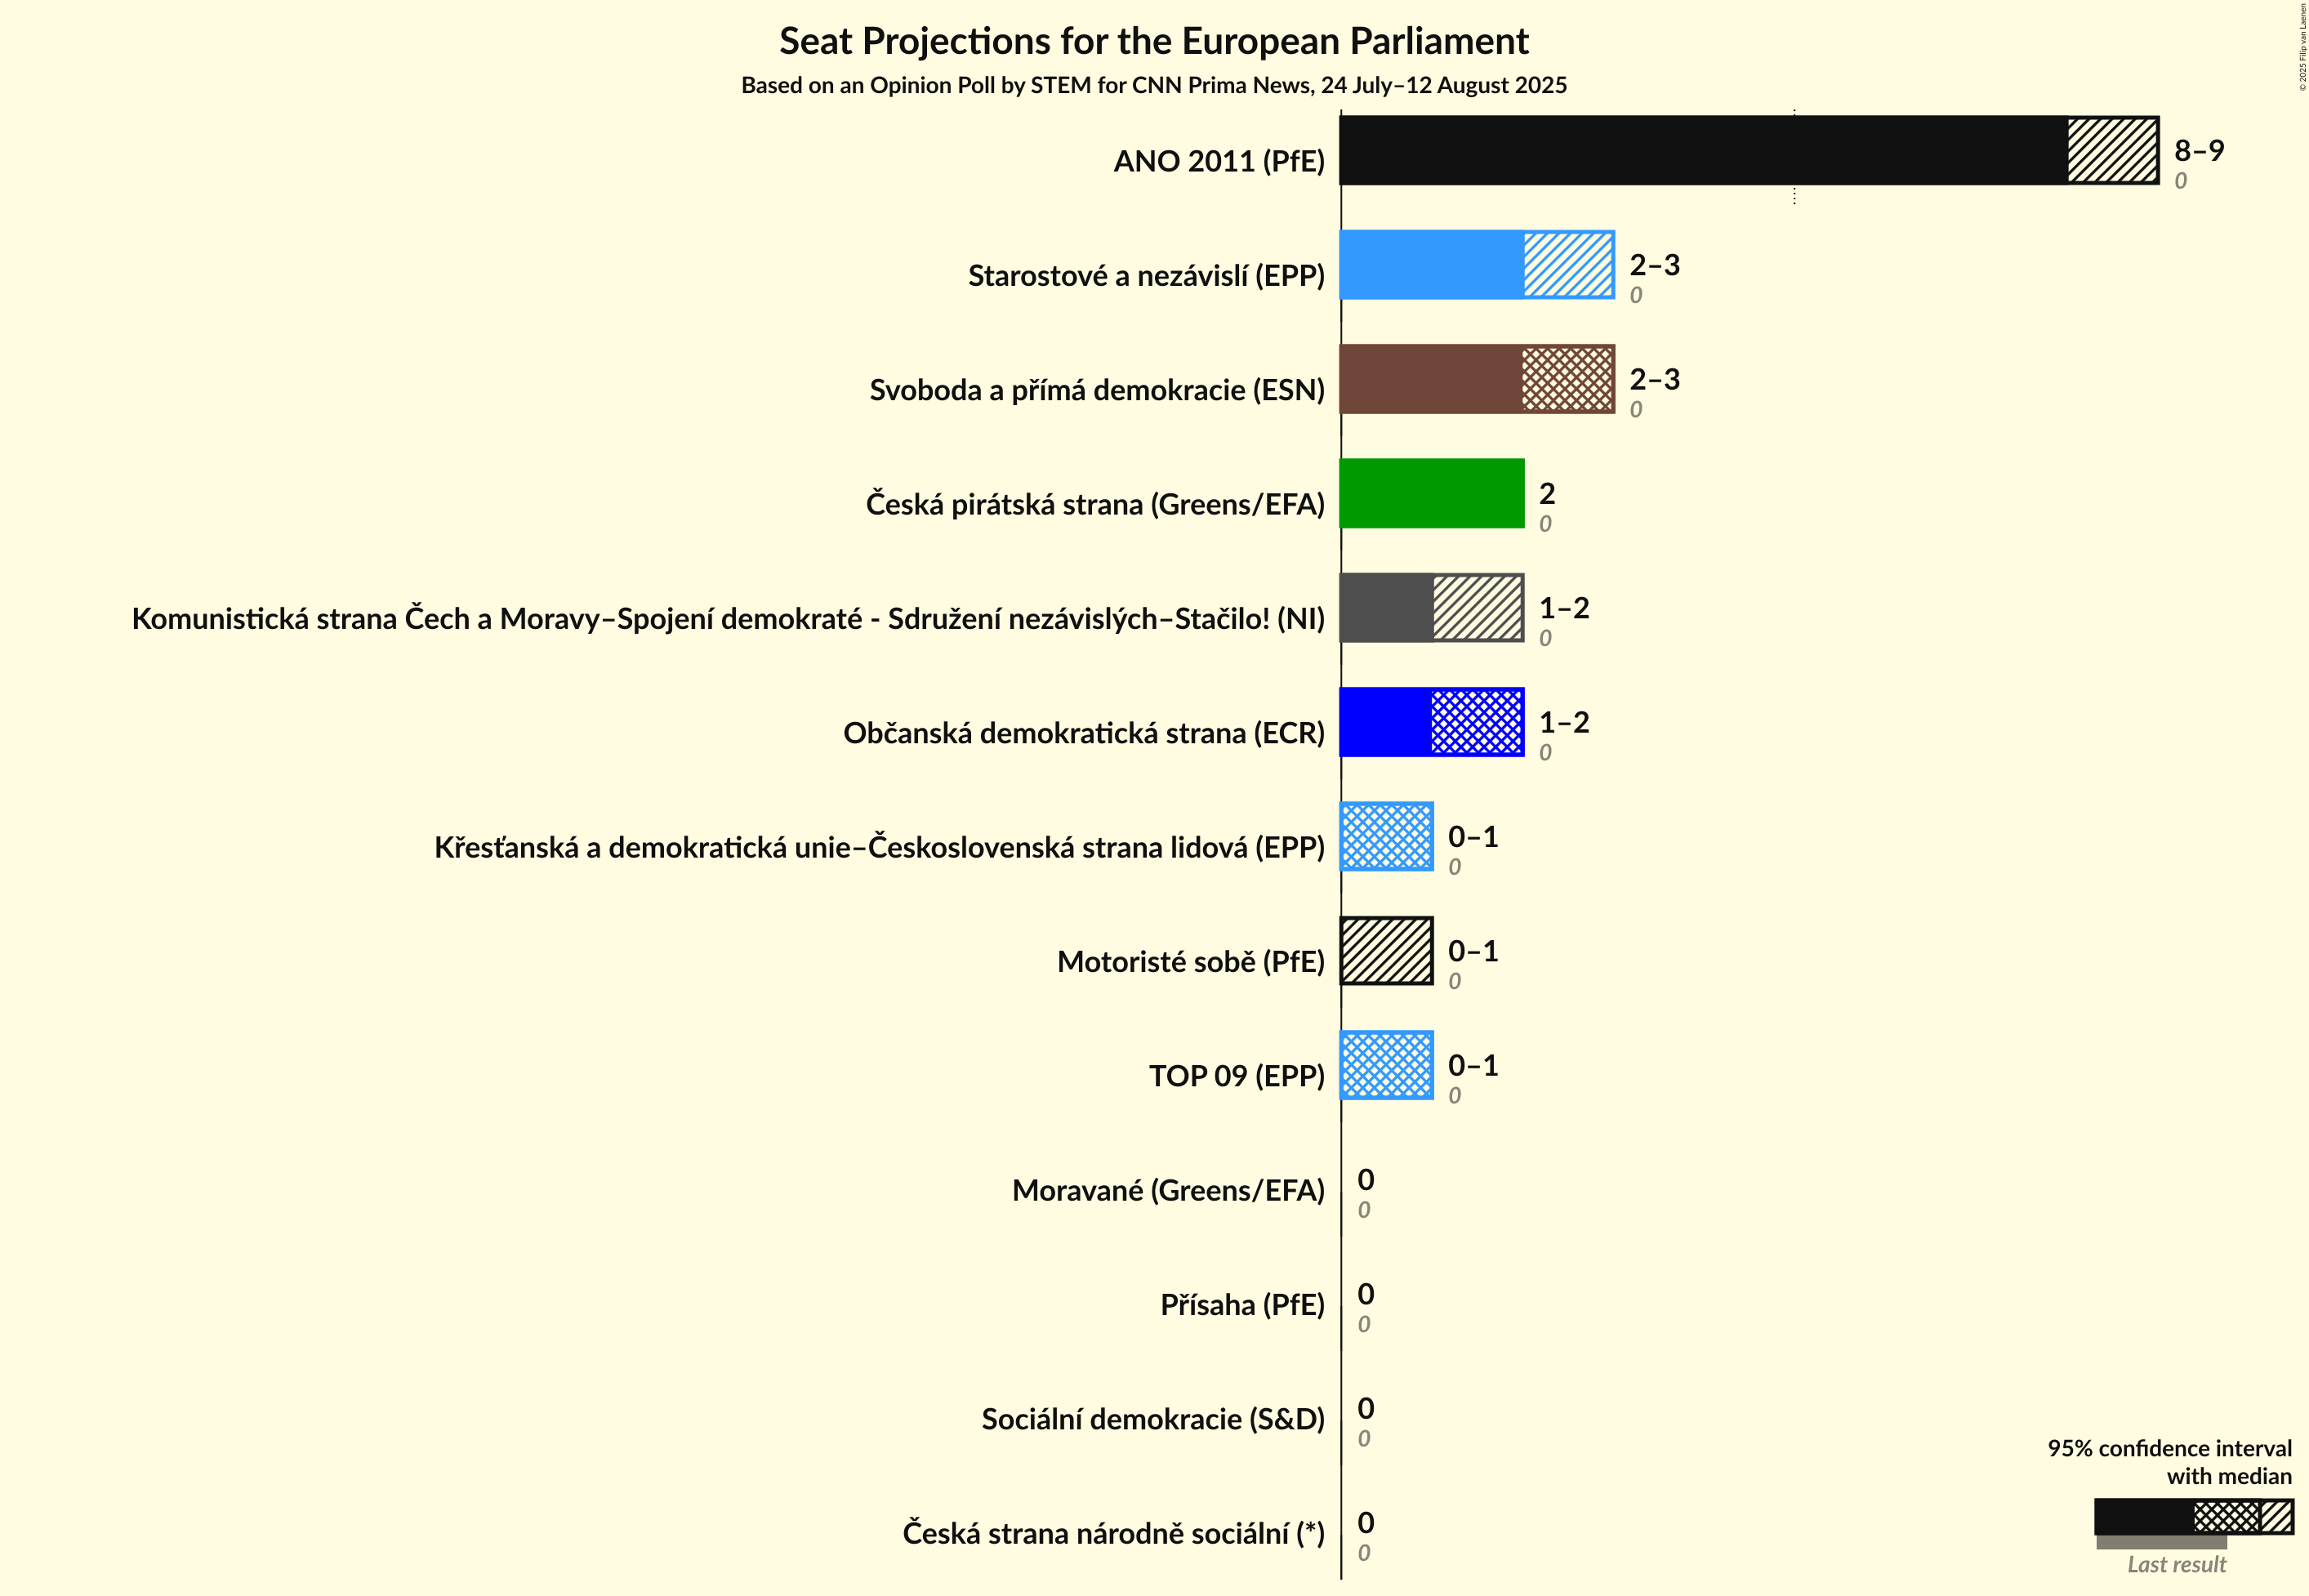 Seat Projections for the European Parliament
Based on an Opinion Poll by STEM for CNN Prima News, 24 July–12 August 2025
© 2025 Filip van Laenen
ANO 2011 (PfE)
8–9
0
Starostové a nezávislí (EPP)
2–3
0
Svoboda a přímá demokracie (ESN)
2–3
0
Česká pirátská strana (Greens/EFA)
2
0
Komunistická strana Čech a Moravy–Spojení demokraté - Sdružení nezávislých–Stačilo! (NI)
1–2
0
Občanská demokratická strana (ECR)
1–2
0
Křesťanská a demokratická unie–Československá strana lidová (EPP)
0–1
0
Motoristé sobě (PfE)
0–1
0
TOP 09 (EPP)
0–1
0
Moravané (Greens/EFA)
0
0
Přísaha (PfE)
0
0
Sociální demokracie (S&D)
0
0
Česká strana národně sociální (*)
0
0
95% confidence interval
with median
Last result